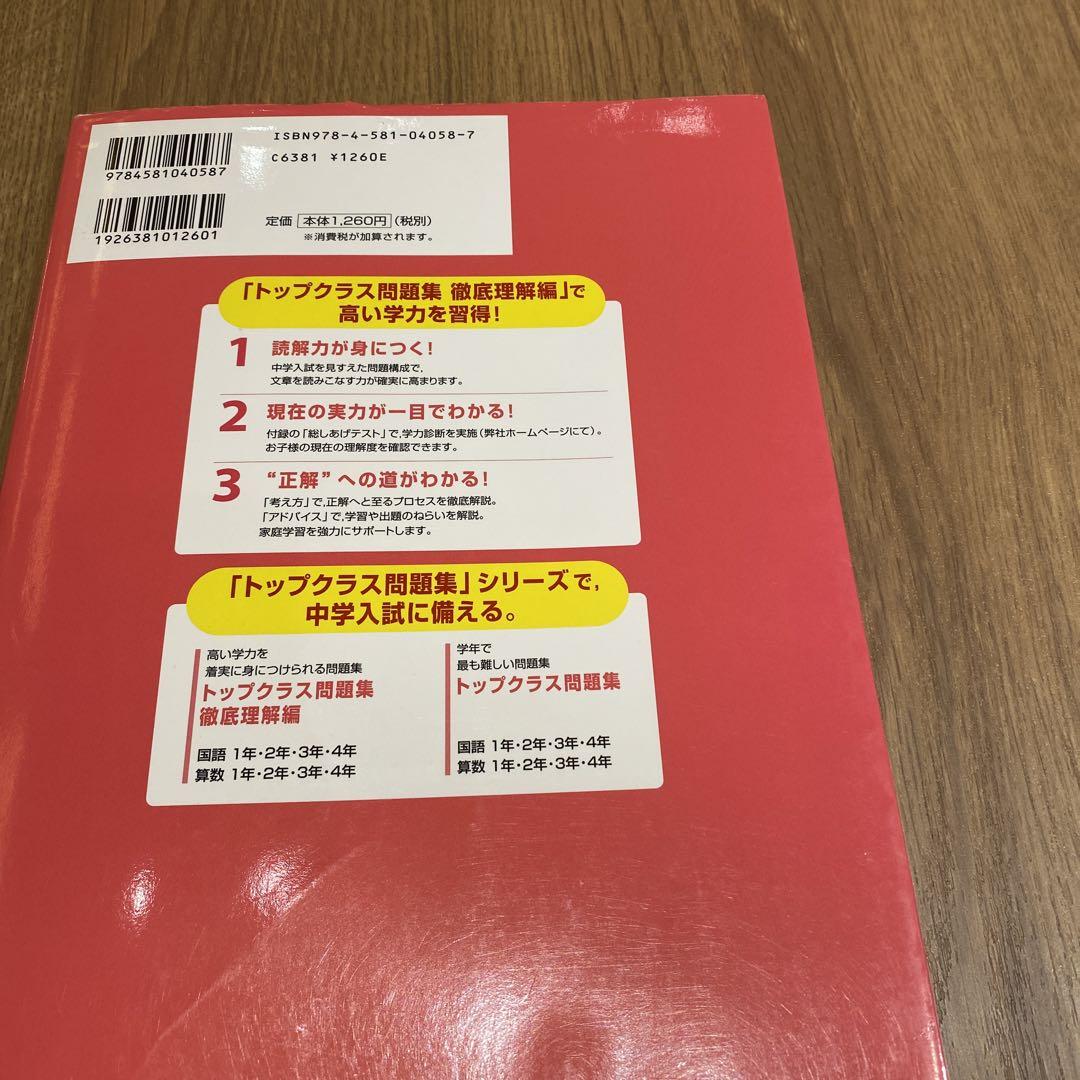 ISBN978-4-581-04058-7
C6381 ¥1260E
9784581040587
1926381012601
定価 本体1,260円 (税別)
※消費税が加算されます。
「トップクラス問題集 徹底理解編」で
高い学力を習得!
1 読解力が身につく!
中学入試を見すえた問題構成で,
文章を読みこなす力が確実に高まります。
2 現在の実力が一目でわかる!
付録の「総しあげテスト」で,学力診断を実施(弊社ホームページにて)。
お子様の現在の理解度を確認できます。
3 “正解”への道がわかる!
「考え方」で,正解へと至るプロセスを徹底解説。
「アドバイス」で,学習や出題のねらいを解説。
家庭学習を強力にサポートします。
「トップクラス問題集」シリーズで,
中学入試に備える。
高い学力を
着実に身につけられる問題集
トップクラス問題集
徹底理解編
国語 1年・2年・3年・4年
算数 1年・2年・3年・4年
学年で
最も難しい問題集
トップクラス問題集
国語 1年・2年・3年・4年
算数 1年・2年・3年・4年